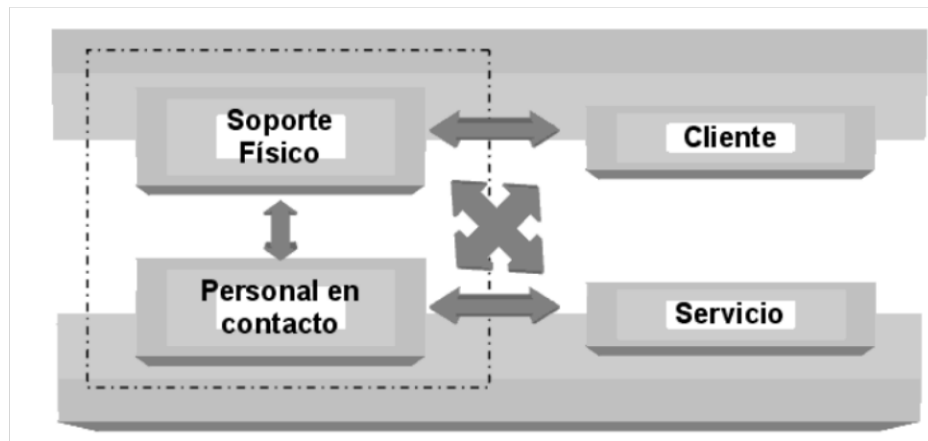 Soporte
Físico
Cliente
Personal en
contacto
Servicio